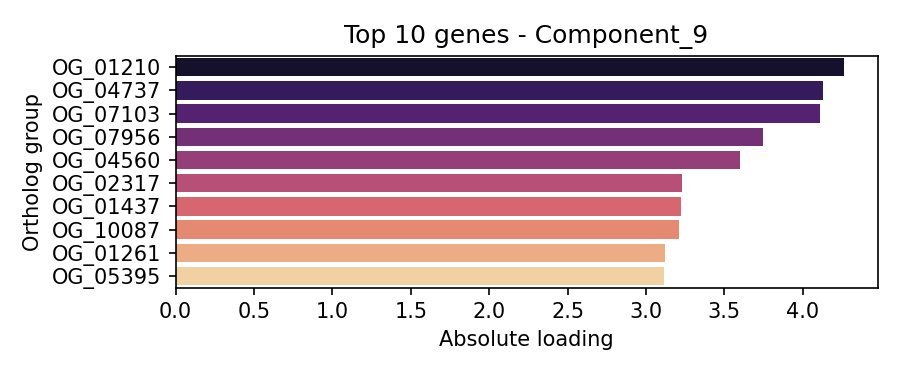 Top 10 genes - Component_9
Ortholog group
OG_01210
OG_04737
OG_07103
OG_07956
OG_04560
OG_02317
OG_01437
OG_10087
OG_01261
OG_05395
0.0 0.5 1.0 1.5 2.0 2.5 3.0 3.5 4.0
Absolute loading